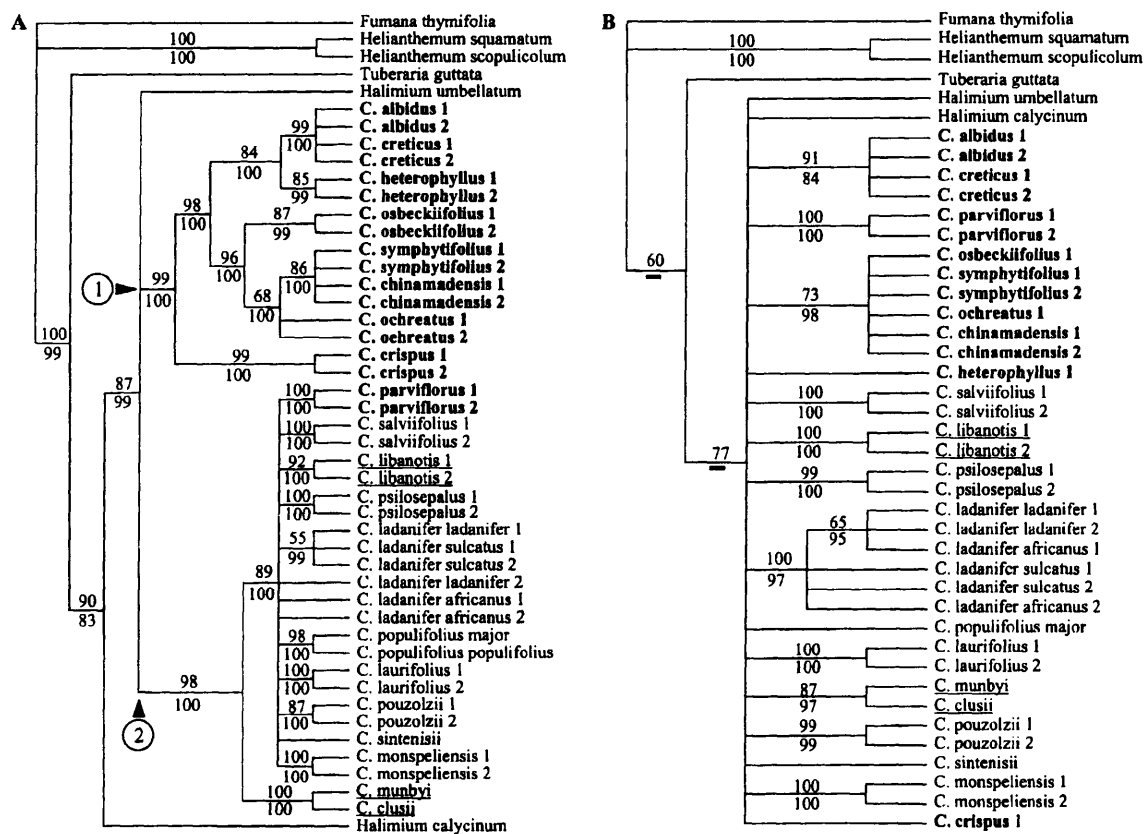 A
Fumana thymifolia
100
Helianthemum squamatum
100
Helianthemum scopulicolum
Tuberaria guttata
Halimium umbellatum
C. albidus 1
99
C. albidus 2
100
C. creticus 1
84
C. creticus 2
100
85
C. heterophyllus 1
99
C. heterophyllus 2
98
100
87
C. osbeckiifolius 1
99
C. osbeckiifolius 2
96
100
C. symphytifolius 1
86
C. symphytifolius 2
100
C. chinamadensis 1
99
100
68
C. chinamadensis 2
100
C. ochreatus 1
C. ochreatus 2
1
100
99
99
C. crispus 1
100
C. crispus 2
87
99
100
C. parviflorus 1
100
C. parviflorus 2
100
C. salviifolius 1
100
C. salviifolius 2
92
C. libanotis 1
100
C. libanotis 2
100
C. psilosepalus 1
100
C. psilosepalus 2
C. ladanifer ladanifer 1
55
C. ladanifer sulcatus 1
99
C. ladanifer sulcatus 2
89
100
C. ladanifer ladanifer 2
C. ladanifer africanus 1
90
83
C. ladanifer africanus 2
98
C. populifolius major
100
C. populifolius populifolius
100
C. laurifolius 1
100
C. laurifolius 2
98
100
87
C. pouzolzii 1
100
C. pouzolzii 2
2
C. sintenisii
100
C. monspeliensis 1
100
C. monspeliensis 2
100
C. munbyi
100
C. clusii
Halimium calycinum
B
Fumana thymifolia
100
Helianthemum squamatum
100
Helianthemum scopulicolum
Tuberaria guttata
Halimium umbellatum
Halimium calycinum
C. albidus 1
91
C. albidus 2
84
C. creticus 1
C. creticus 2
100
C. parviflorus 1
100
C. parviflorus 2
60
C. osbeckiifolius 1
C. symphytifolius 1
73
C. symphytifolius 2
98
C. ochreatus 1
C. chinamadensis 1
C. chinamadensis 2
C. heterophyllus 1
100
C. salviifolius 1
100
C. salviifolius 2
100
C. libanotis 1
100
C. libanotis 2
77
99
C. psilosepalus 1
100
C. psilosepalus 2
C. ladanifer ladanifer 1
65
C. ladanifer ladanifer 2
95
C. ladanifer africanus 1
100
97
C. ladanifer sulcatus 1
C. ladanifer sulcatus 2
C. ladanifer africanus 2
C. populifolius major
100
C. laurifolius 1
100
C. laurifolius 2
87
C. munbyi
97
C. clusii
99
C. pouzolzii 1
99
C. pouzolzii 2
C. sintenisii
100
C. monspeliensis 1
100
C. monspeliensis 2
C. crispus 1